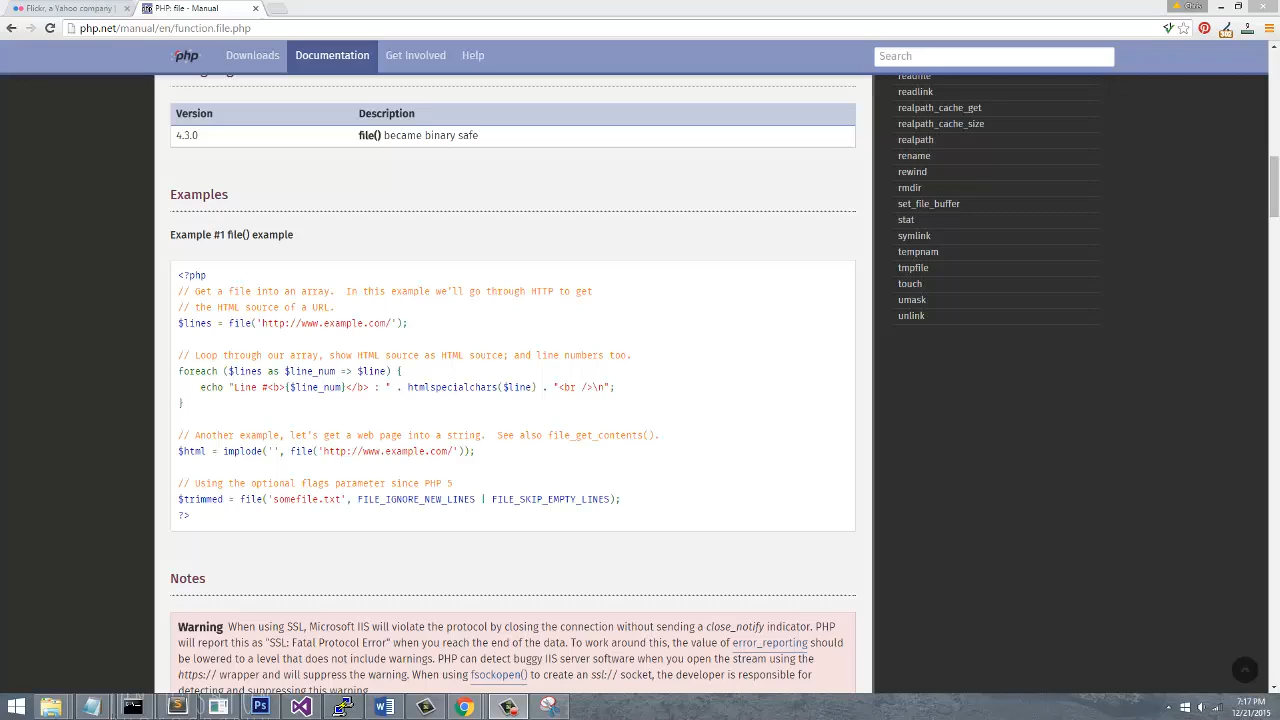 Flickr, a Yahoo company |
PHP: file - Manual
Chris
php.net/manual/en/function.file.php
php
Downloads
Documentation
Get Involved
Help
Search
Version Description
4.3.0 file() became binary safe
Examples
Example #1 file() example
<?php
// Get a file into an array.  In this example we'll go through HTTP to get
// the HTML source of a URL.
$lines = file('http://www.example.com/');
// Loop through our array, show HTML source as HTML source; and line numbers too.
foreach ($lines as $line_num => $line) {
    echo "Line #<b>{$line_num}</b> : " . htmlspecialchars($line) . "<br />\n";
}
// Another example, let's get a web page into a string.  See also file_get_contents().
$html = implode('', file('http://www.example.com/'));
// Using the optional flags parameter since PHP 5
$trimmed = file('somefile.txt', FILE_IGNORE_NEW_LINES | FILE_SKIP_EMPTY_LINES);
?>
Notes
Warning When using SSL, Microsoft IIS will violate the protocol by closing the connection without sending a close_notify indicator. PHP
will report this as "SSL: Fatal Protocol Error" when you reach the end of the data. To work around this, the value of error_reporting should
be lowered to a level that does not include warnings. PHP can detect buggy IIS server software when you open the stream using the
https:// wrapper and will suppress the warning. When using fsockopen() to create an ssl:// socket, the developer is responsible for
detecting and suppressing this warning.
readfile
readlink
realpath_cache_get
realpath_cache_size
realpath
rename
rewind
rmdir
set_file_buffer
stat
symlink
tempnam
tmpfile
touch
umask
unlink
7:17 PM
12/21/2015